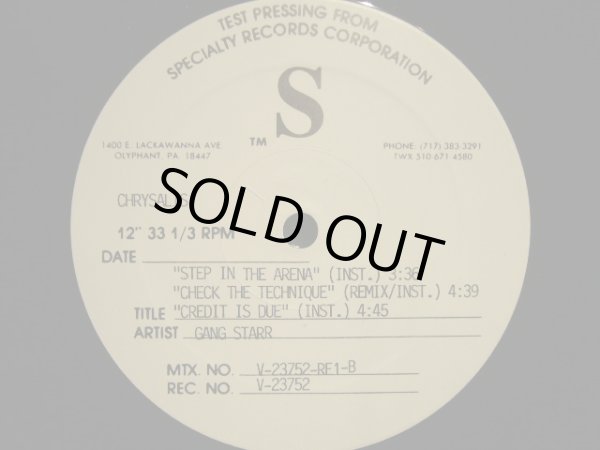 TEST PRESSING FROM
SPECIALTY RECORDS CORPORATION
S
TM
1400 E. LACKAWANNA AVE
OLYPHANT, PA. 18447
PHONE. (717) 383 3291
TWX 510 671 4580
CHRYSALIS
SOLD OUT
12" 33 1/3 RPM
DATE
"STEP IN THE ARENA" (INST.) 3:36
"CHECK THE TECHNIQUE" (REMIX/INST.) 4:39
TITLE "CREDIT IS DUE" (INST.) 4:45
ARTIST GANG STARR
MTX. NO. V-23752-RE1-B
REC. NO. V-23752